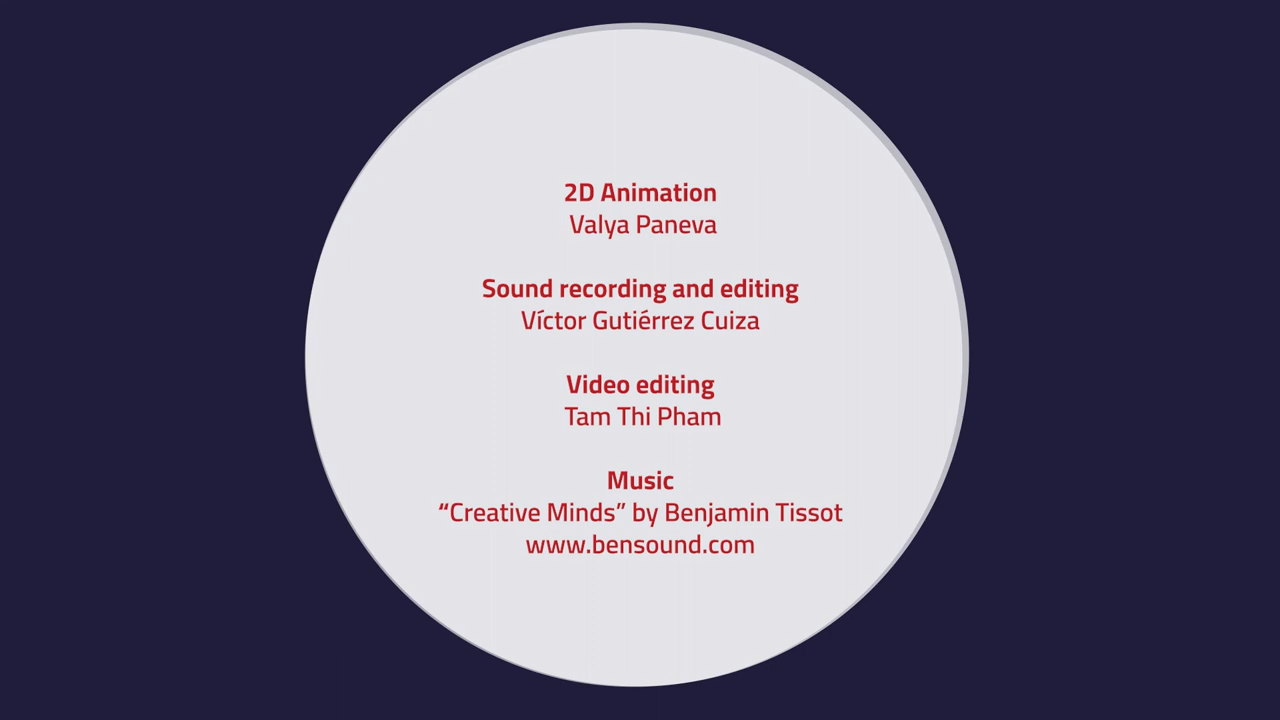 2D Animation
Valya Paneva
Sound recording and editing
Víctor Gutiérrez Cuiza
Video editing
Tam Thi Pham
Music
“Creative Minds” by Benjamin Tissot
www.bensound.com